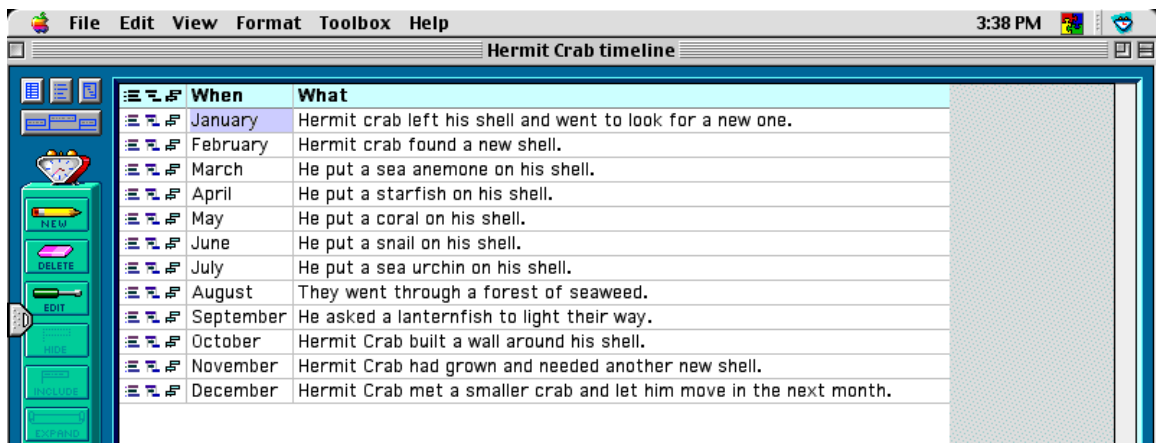 File Edit View Format Toolbox Help 3:38 PM
Hermit Crab timeline
When What
January Hermit crab left his shell and went to look for a new one.
February Hermit crab found a new shell.
March He put a sea anemone on his shell.
April He put a starfish on his shell.
May He put a coral on his shell.
June He put a snail on his shell.
July He put a sea urchin on his shell.
August They went through a forest of seaweed.
September He asked a lanternfish to light their way.
October Hermit Crab built a wall around his shell.
November Hermit Crab had grown and needed another new shell.
December Hermit Crab met a smaller crab and let him move in the next month.
NEW
DELETE
EDIT
HIDE
INCLUDE
EXPAND